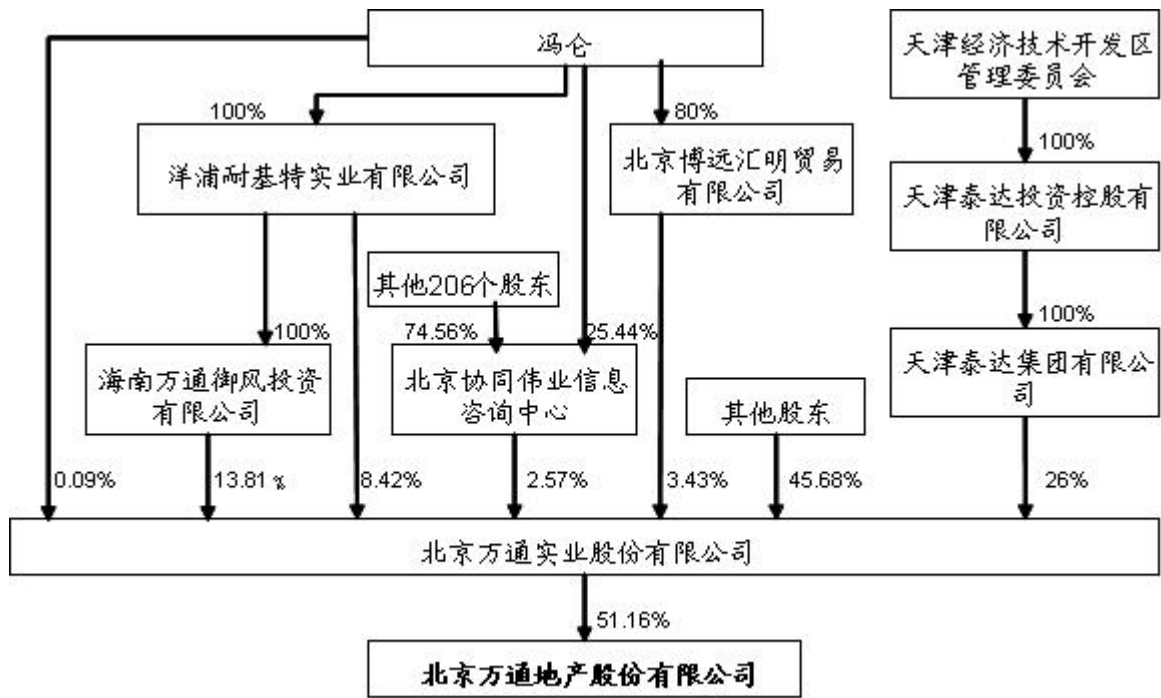 冯仑
天津经济技术开发区
管理委员会
100%
80%
100%
洋浦耐基特实业有限公司
北京博远汇明贸易
有限公司
天津泰达投资控股有
限公司
其他206个股东
100%
74.56%
25.44%
100%
海南万通御风投资
有限公司
北京协同伟业信息
咨询中心
其他股东
天津泰达集团有限公
司
0.09%
13.81%
8.42%
2.57%
3.43%
45.68%
26%
北京万通实业股份有限公司
51.16%
北京万通地产股份有限公司